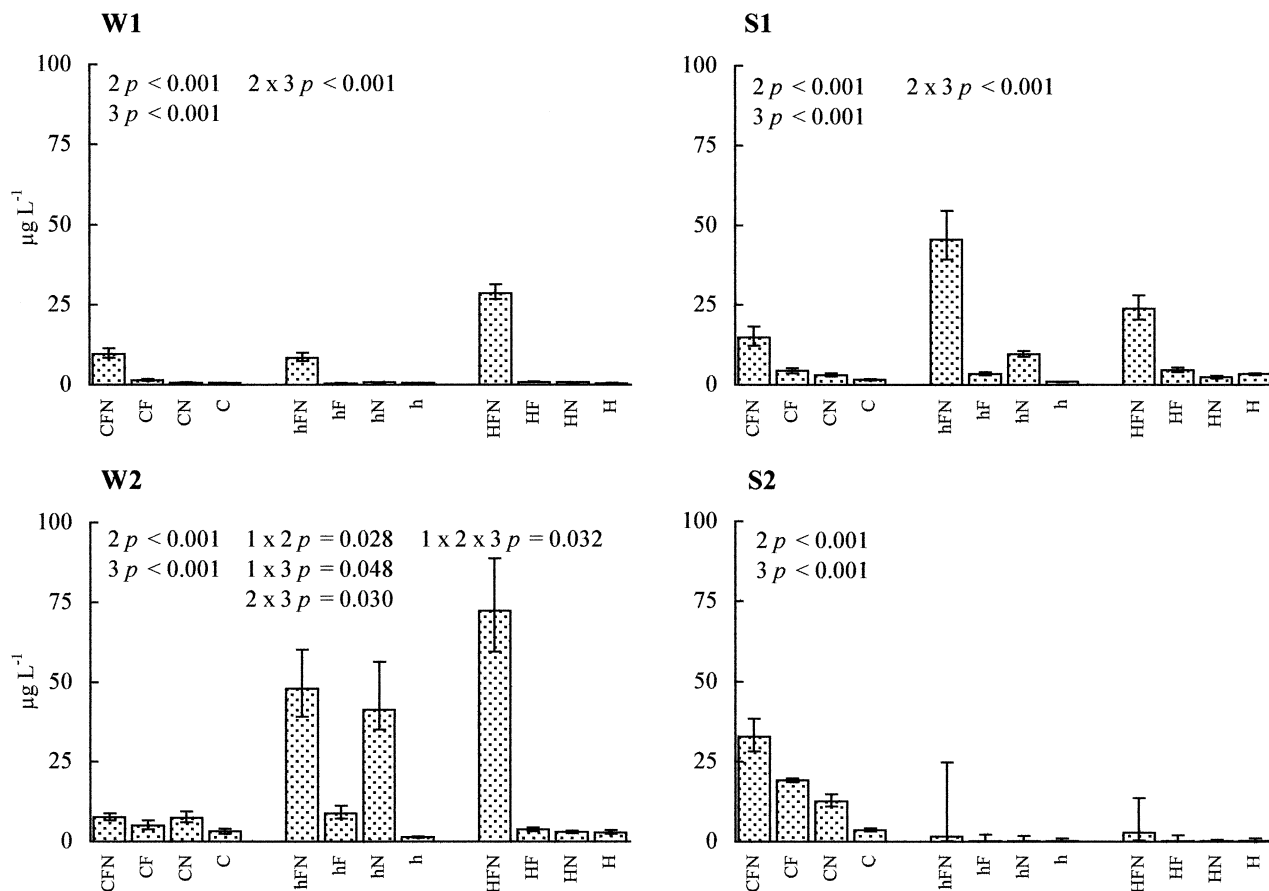 W1
100
75
50
25
0
µg L-1
2 p < 0.001 2 x 3 p < 0.001
3 p < 0.001
CFN CF CN C hFN hF hN h HFN HF HN H
S1
100
75
50
25
0
2 p < 0.001 2 x 3 p < 0.001
3 p < 0.001
CFN CF CN C hFN hF hN h HFN HF HN H
W2
100
75
50
25
0
µg L-1
2 p < 0.001 1 x 2 p = 0.028 1 x 2 x 3 p = 0.032
3 p < 0.001 1 x 3 p = 0.048
2 x 3 p = 0.030
CFN CF CN C hFN hF hN h HFN HF HN H
S2
100
75
50
25
0
2 p < 0.001
3 p < 0.001
CFN CF CN C hFN hF hN h HFN HF HN H